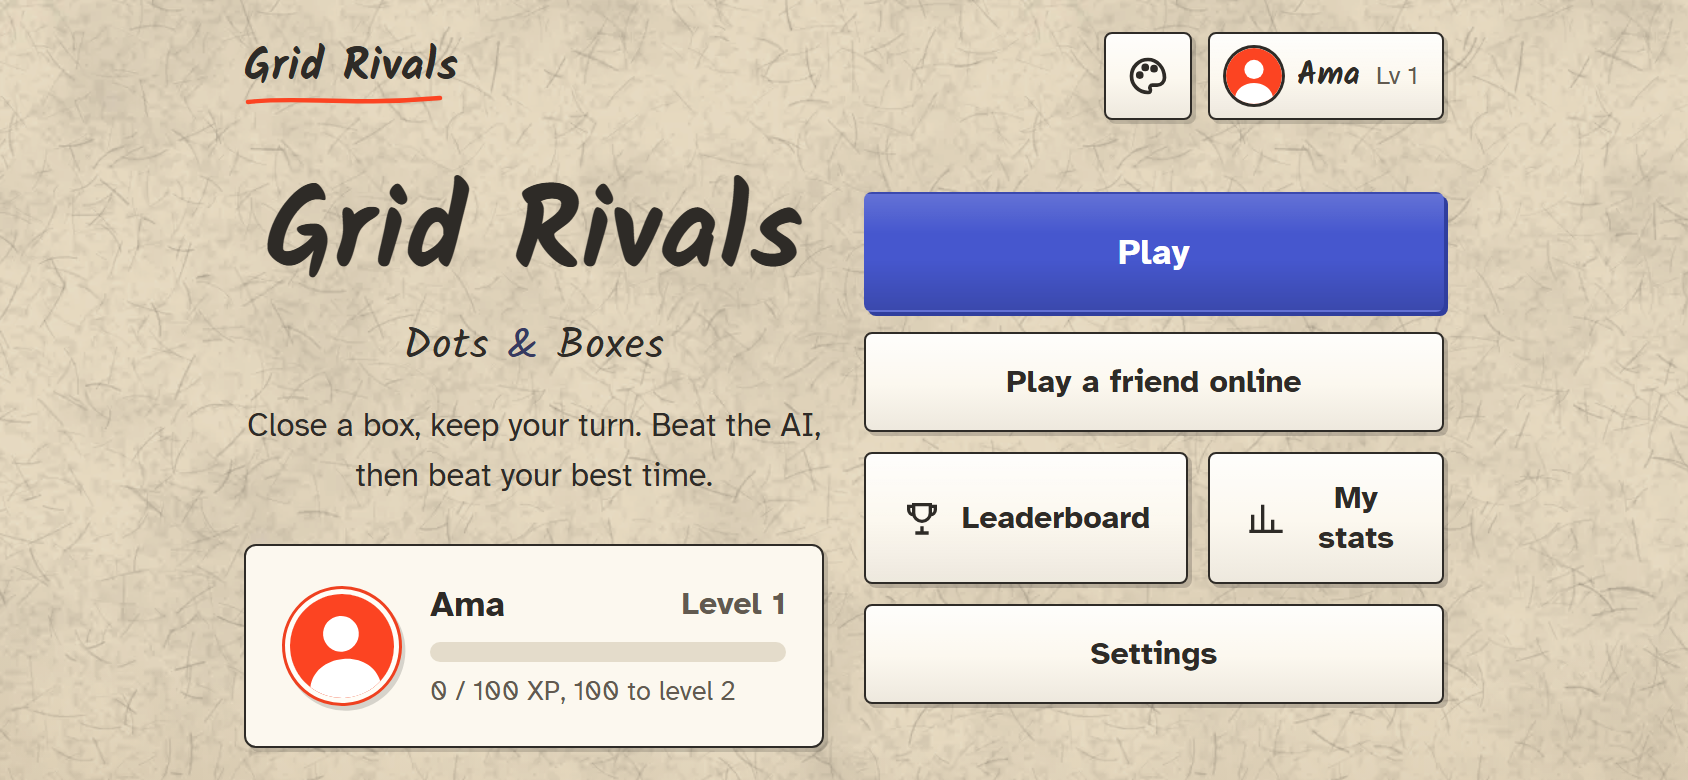 Grid Rivals
Ama Lv 1
Grid Rivals
Dots & Boxes
Close a box, keep your turn. Beat the AI,
then beat your best time.
Ama Level 1
0 / 100 XP, 100 to level 2
Play
Play a friend online
Leaderboard
My
stats
Settings